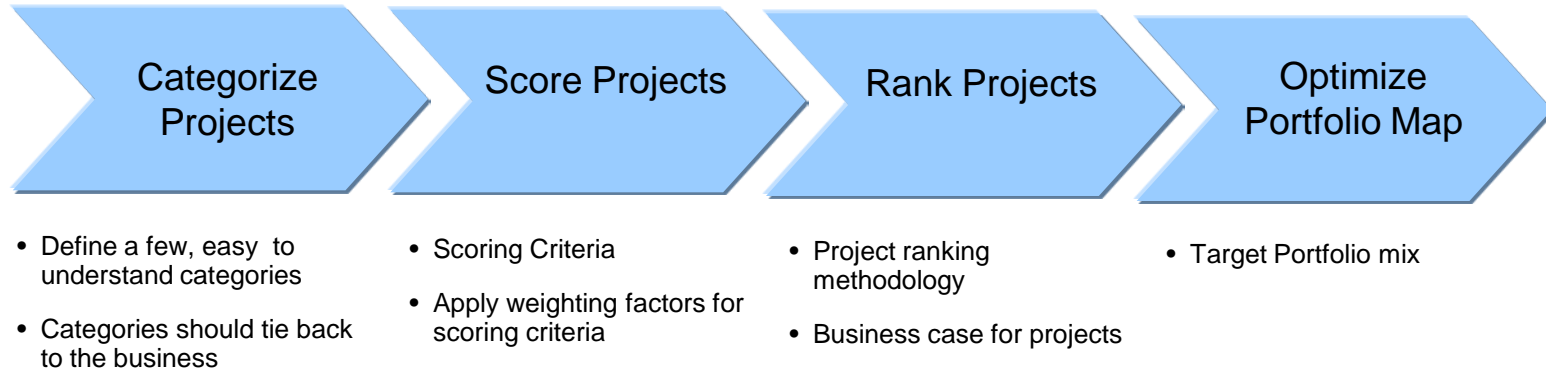 Categorize
Projects
Score Projects
Rank Projects
Optimize
Portfolio Map
• Define a few, easy to
understand categories
• Categories should tie back
to the business
• Scoring Criteria
• Apply weighting factors for
scoring criteria
• Project ranking
methodology
• Business case for projects
• Target Portfolio mix